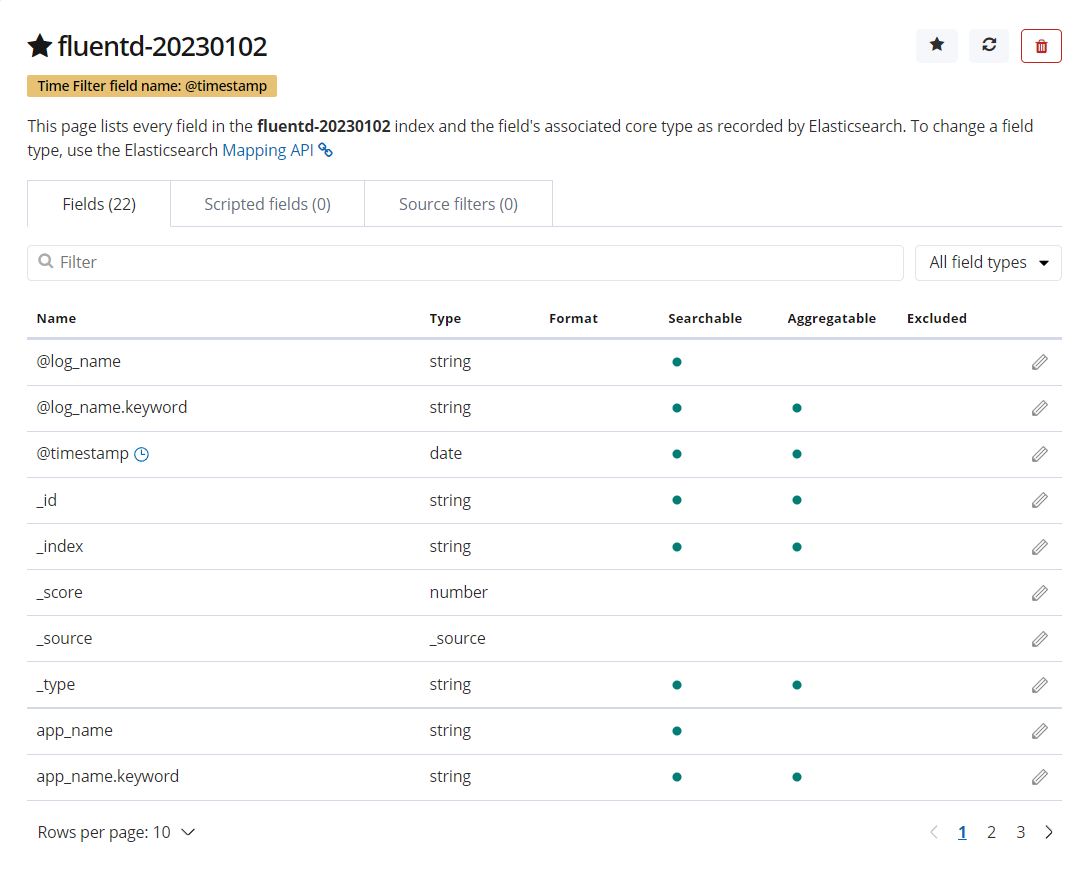 fluentd-20230102
Time Filter field name: @timestamp
This page lists every field in the fluentd-20230102 index and the field's associated core type as recorded by Elasticsearch. To change a field
type, use the Elasticsearch Mapping API
Fields (22) Scripted fields (0) Source filters (0)
Filter All field types
Name Type Format Searchable Aggregatable Excluded
@log_name string
@log_name.keyword string
@timestamp date
_id string
_index string
_score number
_source _source
_type string
app_name string
app_name.keyword string
Rows per page: 10 1 2 3